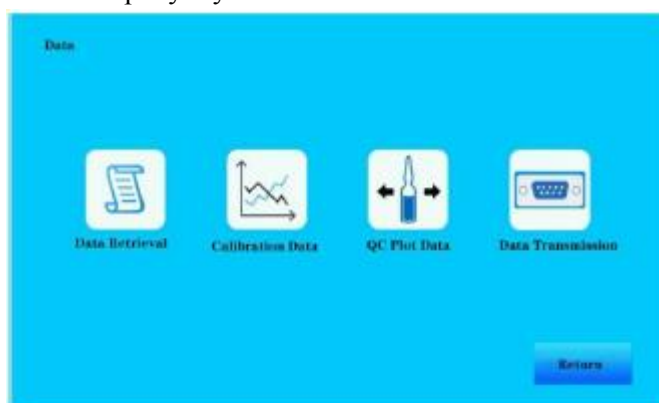 Data
Data Retrieval Calibration Data QC Plot Data Data Transmission
Return